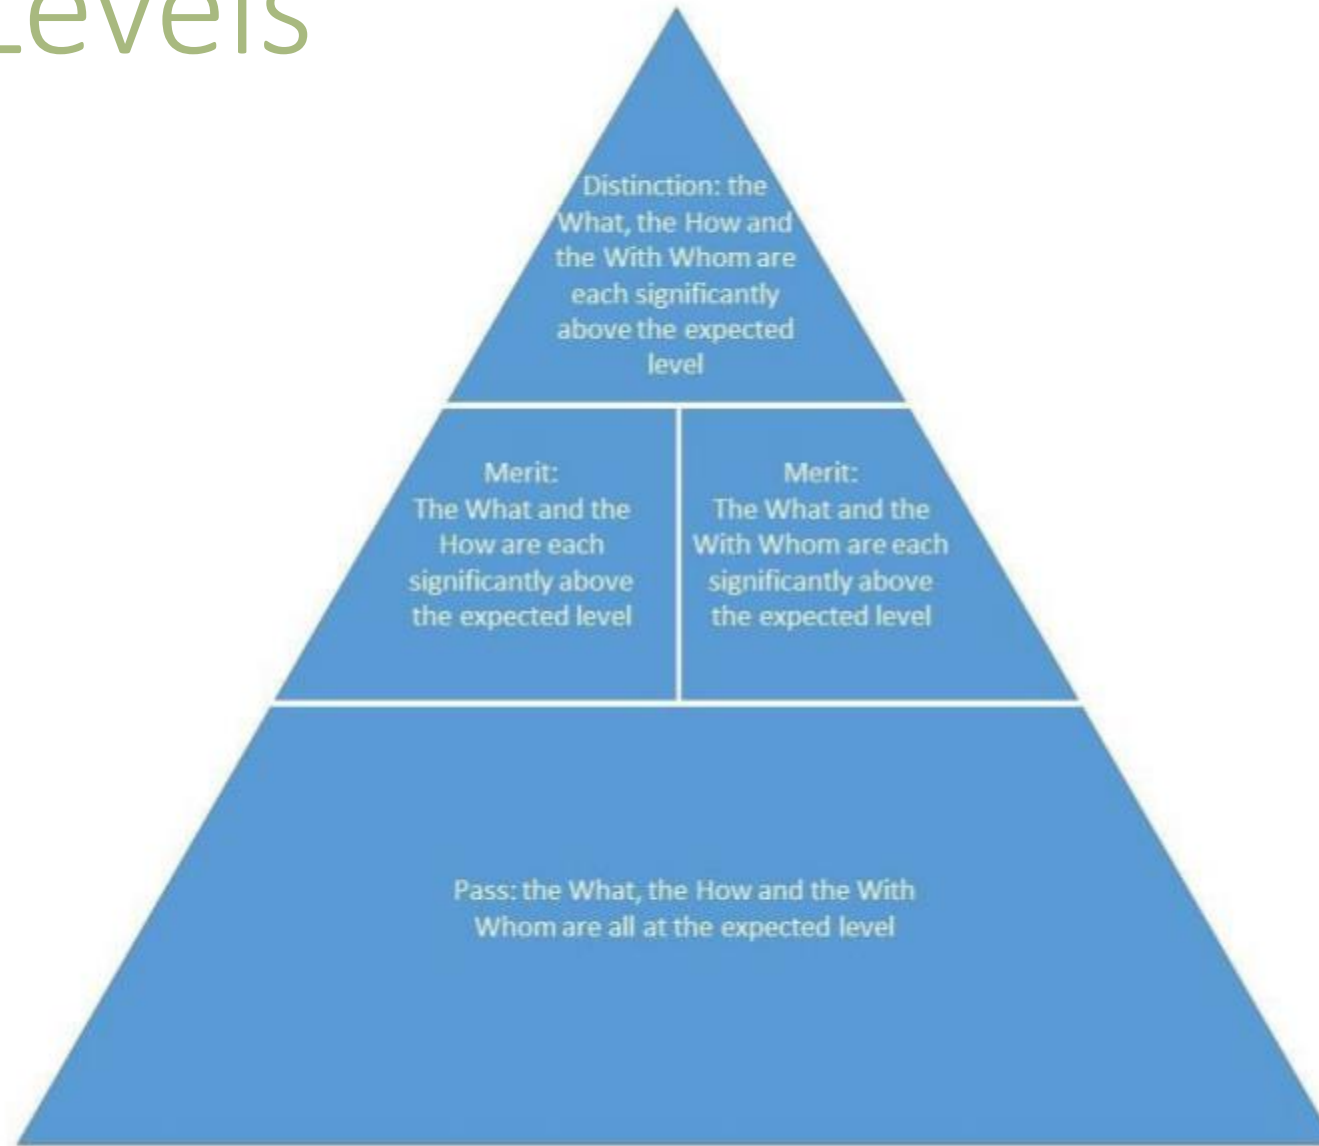 Levels
Distinction: the
What, the How and
the With Whom are
each significantly
above the expected
level
Merit:
The What and the
How are each
significantly above
the expected level
Merit:
The What and the
With Whom are each
significantly above
the expected level
Pass: the What, the How and the With
Whom are all at the expected level